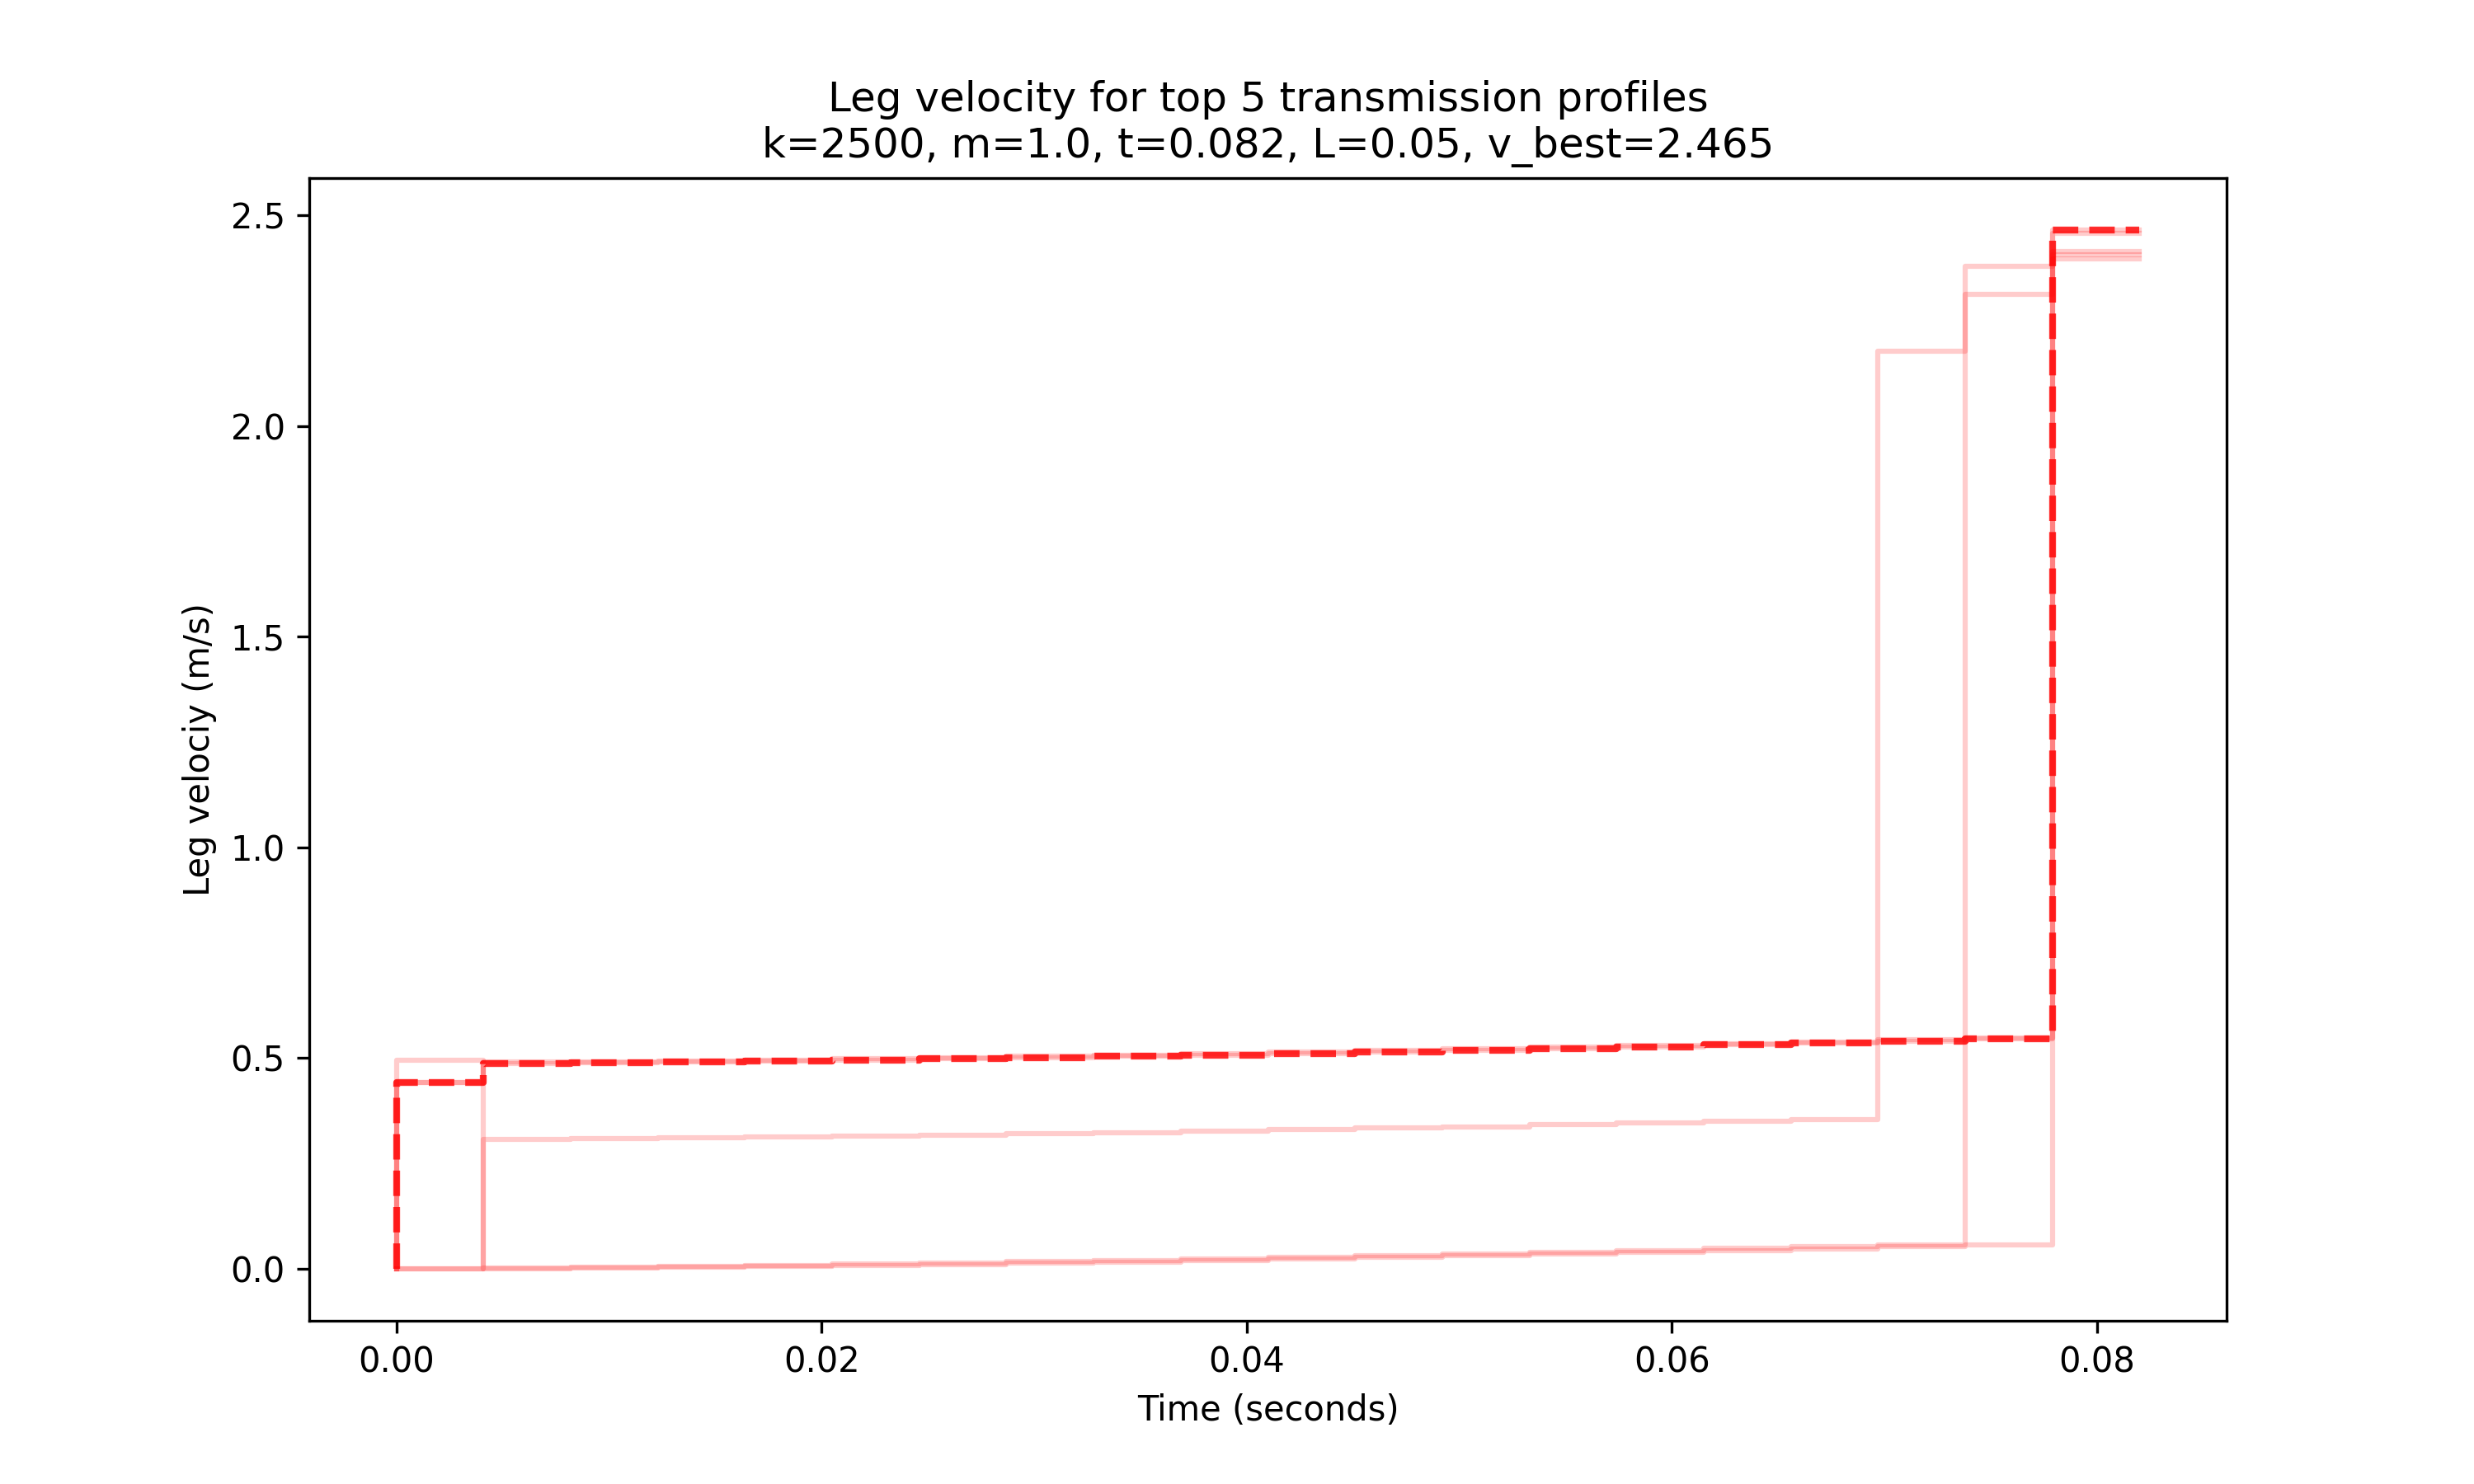 Leg velocity for top 5 transmission profiles
k=2500, m=1.0, t=0.082, L=0.05, v_best=2.465
2.5
2.0
1.5
1.0
0.5
0.0
Leg velociy (m/s)
0.00 0.02 0.04 0.06 0.08
Time (seconds)